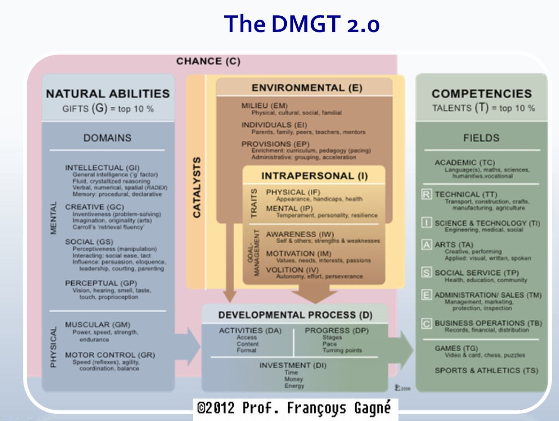 The DMGT 2.0
CHANCE (C)
NATURAL ABILITIES
GIFTS (G) = top 10 %
DOMAINS
MENTAL
INTELLECTUAL (GI)
General intelligence ('g' factor)
Fluid, crystallized reasoning
Verbal, numerical, spatial (RADEX)
Memory: procedural, declarative
CREATIVE (GC)
Inventiveness (problem-solving)
Imagination, originality (arts)
Carroll's 'retrieval fluency'
SOCIAL (GS)
Perceptiveness (manipulation)
Interacting: social ease, tact
Influence: persuasion, eloquence,
leadership, courting, parenting
PERCEPTUAL (GP)
Vision, hearing, smell, taste,
touch, proprioception
PHYSICAL
MUSCULAR (GM)
Power, speed, strength,
endurance
MOTOR CONTROL (GR)
Speed (reflexes), agility,
coordination, balance
CATALYSTS
ENVIRONMENTAL (E)
MILIEU (EM)
Physical, cultural, social, familial
INDIVIDUALS (EI)
Parents, family, peers, teachers, mentors
PROVISIONS (EP)
Enrichment: curriculum, pedagogy (pacing)
Administrative: grouping, acceleration
INTRAPERSONAL (I)
TRAITS
PHYSICAL (IF)
Appearance, handicaps, health
MENTAL (IP)
Temperament, personality, resilience
GOAL-
MANAGEMENT
AWARENESS (IW)
Self & others, strengths & weaknesses
MOTIVATION (IM)
Values, needs, interests, passions
VOLITION (IV)
Autonomy, effort, perseverance
DEVELOPMENTAL PROCESS (D)
ACTIVITIES (DA)
Access
Content
Format
PROGRESS (DP)
Stages
Pace
Turning points
INVESTMENT (DI)
Time
Money
Energy
COMPETENCIES
TALENTS (T) = top 10 %
FIELDS
ACADEMIC (TC)
Language(s), maths, sciences,
humanities, vocational
R TECHNICAL (TT)
Transport, construction, crafts,
manufacturing, agriculture
I SCIENCE & TECHNOLOGY (TI)
Engineering, medical, social
A ARTS (TA)
Creative, performing
Applied: visual, written, spoken
S SOCIAL SERVICE (TP)
Health, education, community
E ADMINISTRATION/ SALES (TM)
Management, marketing,
protection, inspection
C BUSINESS OPERATIONS (TB)
Records, financial, distribution
GAMES (TG)
Video & card, chess, puzzles
SPORTS & ATHLETICS (TS)
©2012 Prof. Françoys Gagné